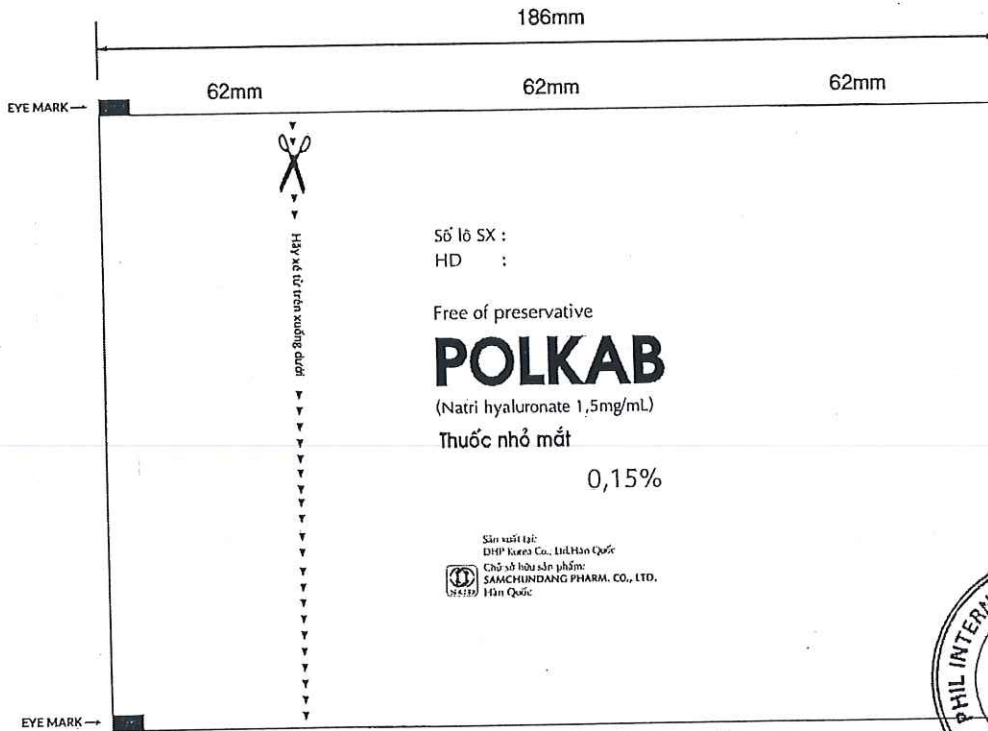 186mm
62mm
62mm
62mm
EYE MARK
Hãy xé từ trên xuống dưới
Số lô SX :
HD :
Free of preservative
POLKAB
(Natri hyaluronate 1,5mg/mL)
Thuốc nhỏ mắt
0,15%
Sản xuất tại:
DHP Korea Co., Ltd.Hàn Quốc
Chủ sở hữu sản phẩm:
SAMCHUNDANG PHARM. CO., LTD.
Hàn Quốc
PHIL INTER
EYE MARK